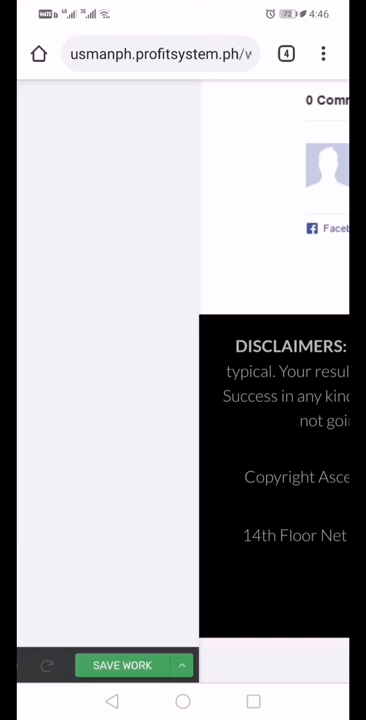 4:46
usmanph.profitsystem.ph/w
4
0 Comm
Faceb
DISCLAIMERS:
typical. Your resul
Success in any kind
not goi
Copyright Asce
14th Floor Net
SAVE WORK